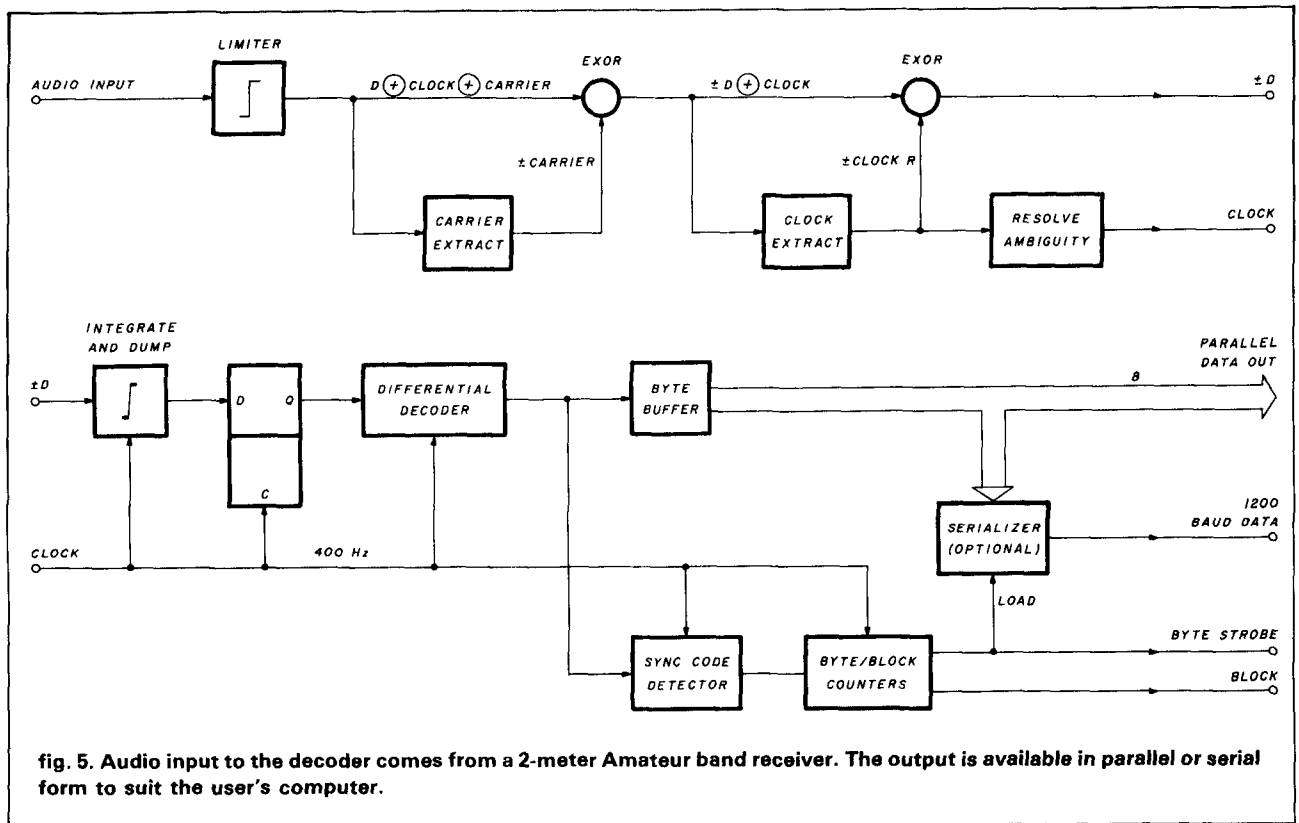 LIMITER
AUDIO INPUT
D ⊕ CLOCK ⊕ CARRIER
EXOR
± D ⊕ CLOCK
EXOR
± D
± CARRIER
± CLOCK R
CARRIER
EXTRACT
CLOCK
EXTRACT
RESOLVE
AMBIGUITY
CLOCK
INTEGRATE
AND DUMP
± D
D Q
C
DIFFERENTIAL
DECODER
BYTE
BUFFER
8
PARALLEL
DATA OUT
CLOCK
400 Hz
SERIALIZER
(OPTIONAL)
1200
BAUD DATA
LOAD
SYNC CODE
DETECTOR
BYTE/BLOCK
COUNTERS
BYTE STROBE
BLOCK
fig. 5. Audio input to the decoder comes from a 2-meter Amateur band receiver. The output is available in parallel or serial
form to suit the user's computer.